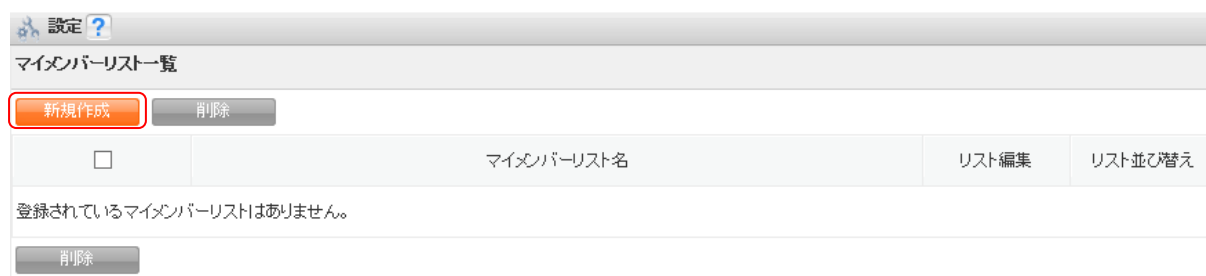 設定 ?
マイメンバーリスト一覧
新規作成 削除
マイメンバーリスト名 リスト編集 リスト並び替え
登録されているマイメンバーリストはありません。
削除